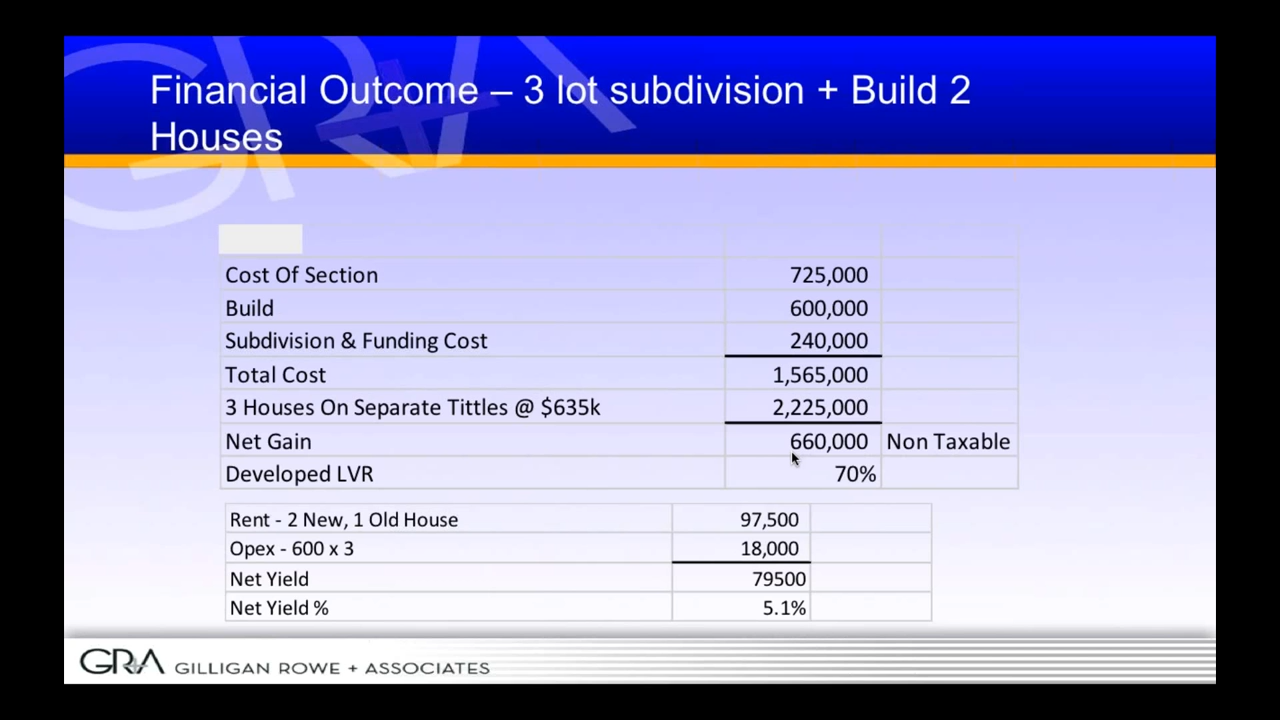 Financial Outcome – 3 lot subdivision + Build 2
Houses
Cost Of Section 725,000
Build 600,000
Subdivision & Funding Cost 240,000
Total Cost 1,565,000
3 Houses On Separate Tittles @ $635k 2,225,000
Net Gain 660,000 Non Taxable
Developed LVR 70%
Rent - 2 New, 1 Old House 97,500
Opex - 600 x 3 18,000
Net Yield 79500
Net Yield % 5.1%
GRA GILLIGAN ROWE + ASSOCIATES